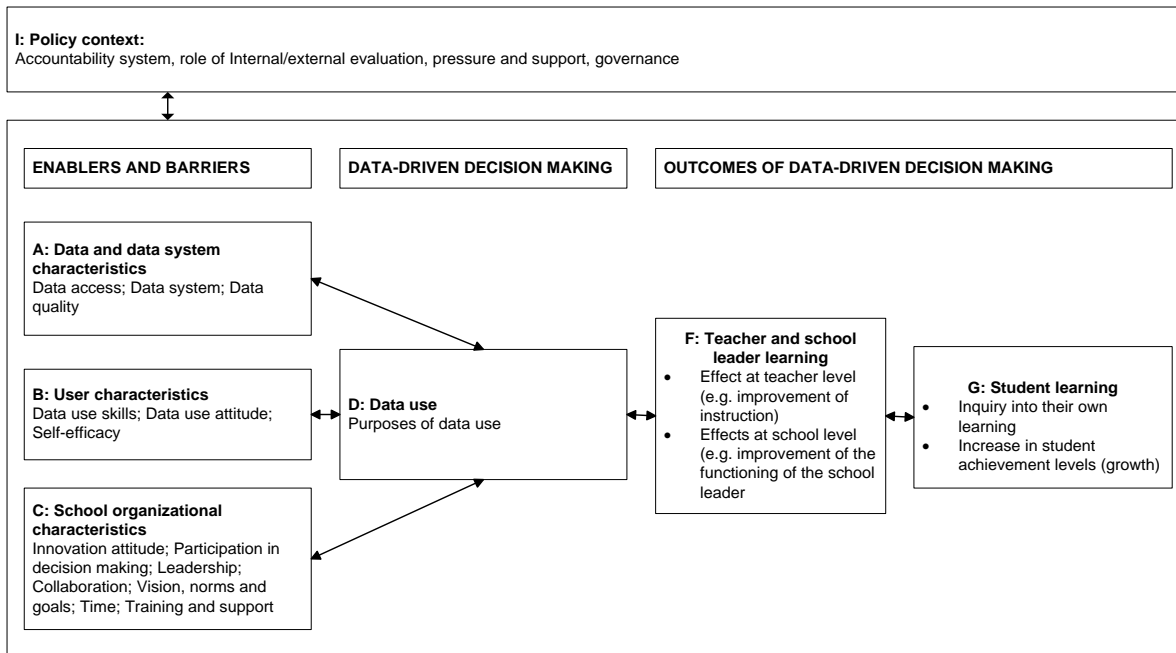 I: Policy context:
Accountability system, role of Internal/external evaluation, pressure and support, governance
ENABLERS AND BARRIERS
DATA-DRIVEN DECISION MAKING
OUTCOMES OF DATA-DRIVEN DECISION MAKING
A: Data and data system
characteristics
Data access; Data system; Data
quality
B: User characteristics
Data use skills; Data use attitude;
Self-efficacy
C: School organizational
characteristics
Innovation attitude; Participation in
decision making; Leadership;
Collaboration; Vision, norms and
goals; Time; Training and support
D: Data use
Purposes of data use
F: Teacher and school
leader learning
• Effect at teacher level
(e.g. improvement of
instruction)
• Effects at school level
(e.g. improvement of the
functioning of the school
leader
G: Student learning
• Inquiry into their own
learning
• Increase in student
achievement levels (growth)